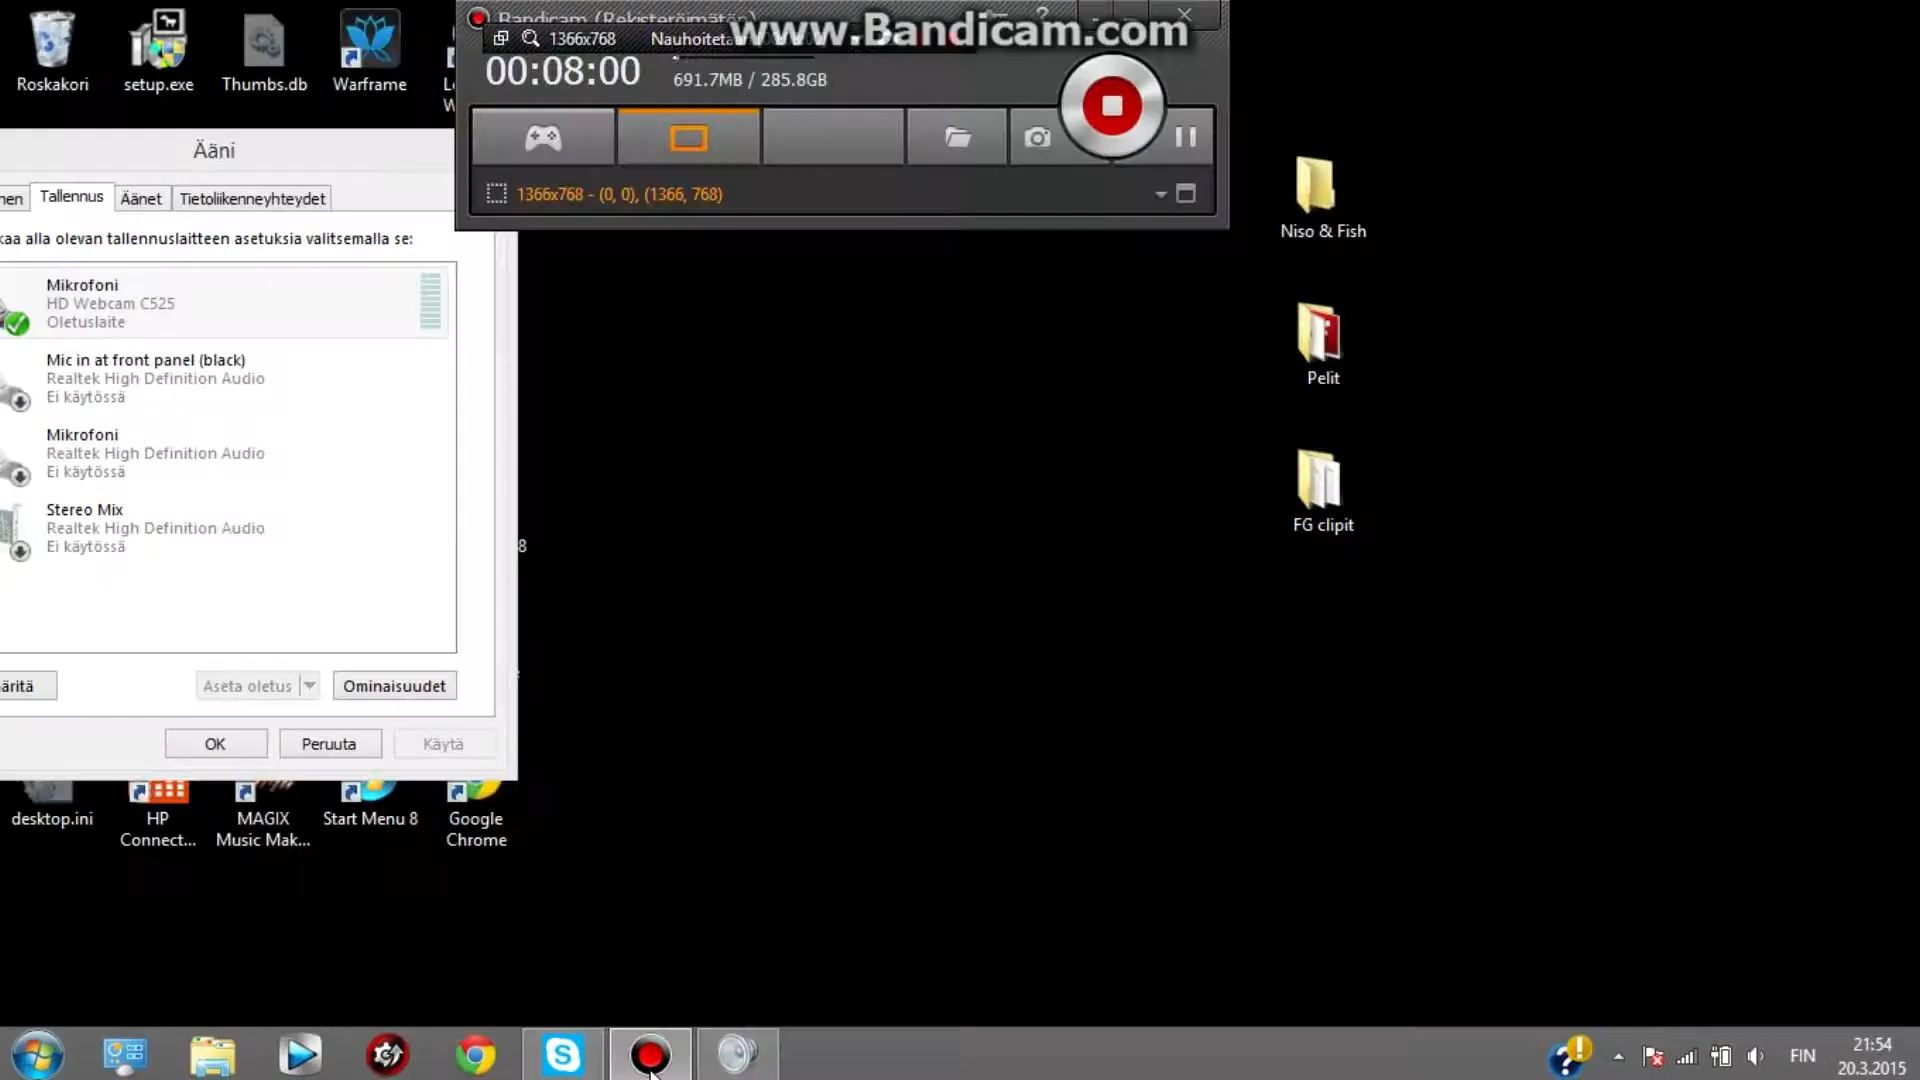 Roskakori
setup.exe
Thumbs.db
Warframe
Bandicam (Rekisteröimätön)
www.Bandicam.com
1366x768
00:08:00
691.7MB / 285.8GB
1366x768 - (0, 0), (1366, 768)
Ääni
Tallennus
Äänet
Tietoliikenneyhteydet
alla olevan tallennuslaitteen asetuksia valitsemalla se:
Mikrofoni
HD Webcam C525
Oletuslaite
Mic in at front panel (black)
Realtek High Definition Audio
Ei käytössä
Mikrofoni
Realtek High Definition Audio
Ei käytössä
Stereo Mix
Realtek High Definition Audio
Ei käytössä
8
Aseta oletus
Ominaisuudet
OK
Peruuta
Käytä
Niso & Fish
Pelit
FG clipit
desktop.ini
HP
Connect...
MAGIX
Music Mak...
Start Menu 8
Google
Chrome
FIN
21:54
20.3.2015